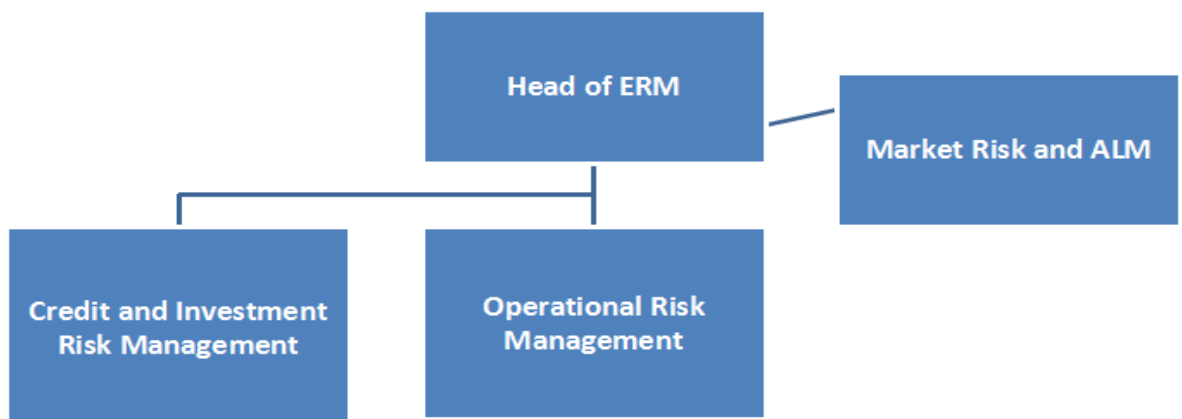 Head of ERM
Market Risk and ALM
Credit and Investment
Risk Management
Operational Risk
Management